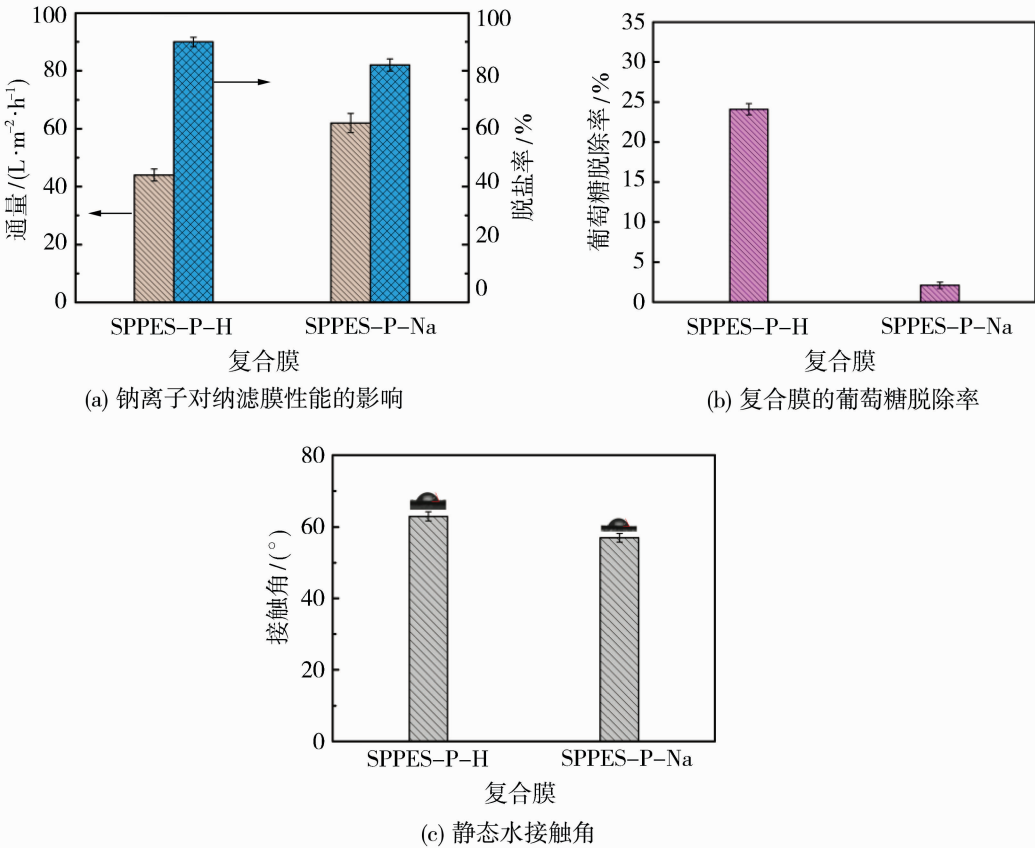 100
80
60
40
20
0
通量/(L·m⁻²·h⁻¹)
100
80
60
40
20
0
脱盐率/%
SPPES–P–H
SPPES–P–Na
复合膜
(a) 钠离子对纳滤膜性能的影响
35
30
25
20
15
10
5
0
葡萄糖脱除率/%
SPPES–P–H
SPPES–P–Na
复合膜
(b) 复合膜的葡萄糖脱除率
80
60
40
20
0
接触角/(°)
SPPES–P–H
SPPES–P–Na
复合膜
(c) 静态水接触角